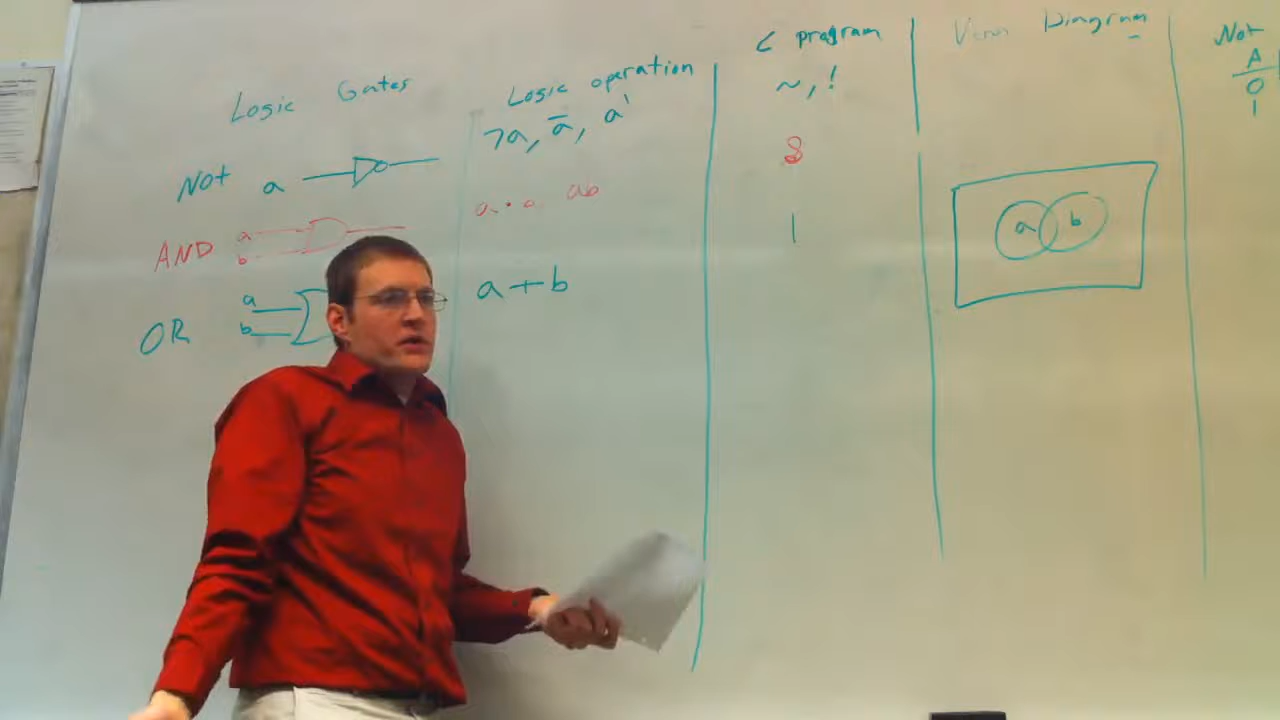 Logic Gates
Logic operation
C program
Venn Diagram
Not
NOT a
¬a, a̅, a'
~, !
A
0
1
AND a
b
a · a ab
&
OR a
b
a + b
|
a b